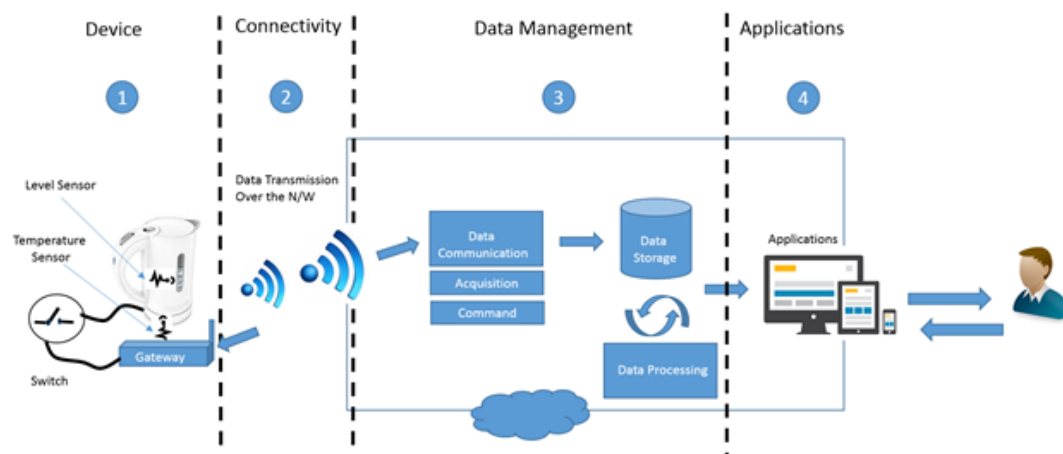 Device
Connectivity
Data Management
Applications
1
2
3
4
Level Sensor
Temperature
Sensor
Switch
Gateway
Data Transmission
Over the N/W
Data
Communication
Acquisition
Command
Data
Storage
Data Processing
Applications